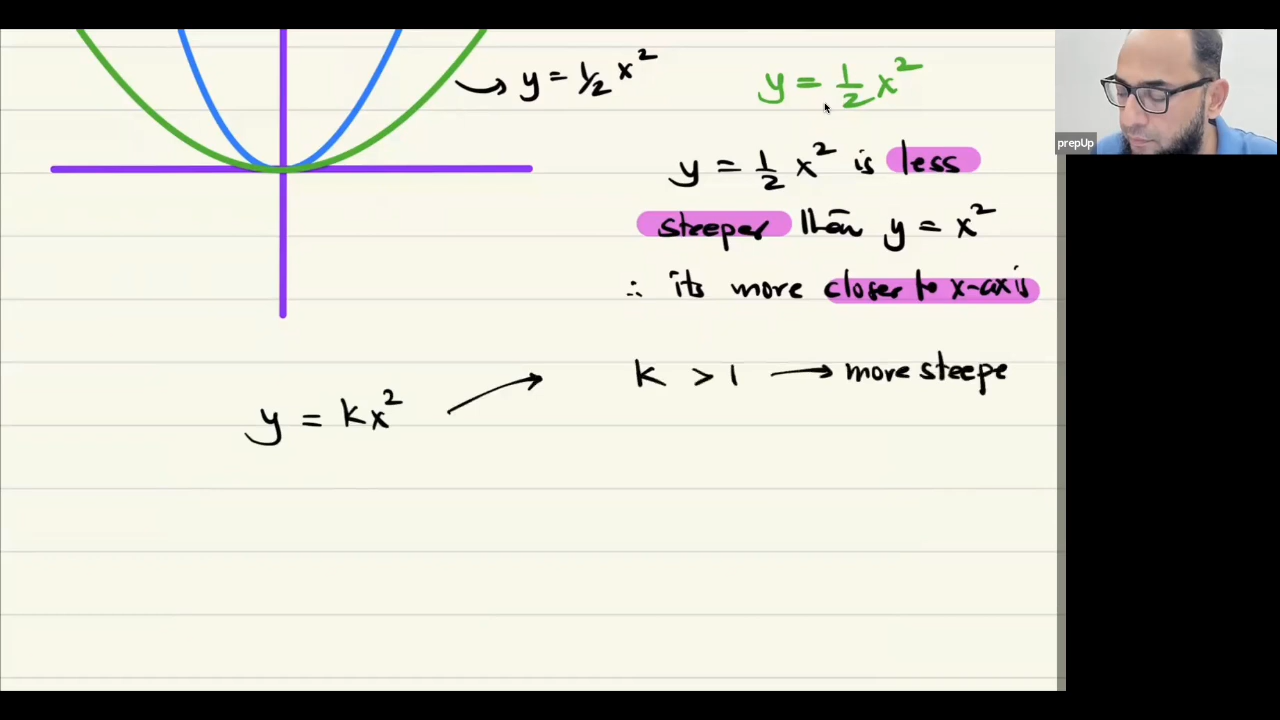 y = 1/2 x²
y = 1/2 x²
prepUp
y = 1/2 x² is less
steeper than y = x²
∴ its more closer to x-axis
k > 1 → more steepe
y = kx²